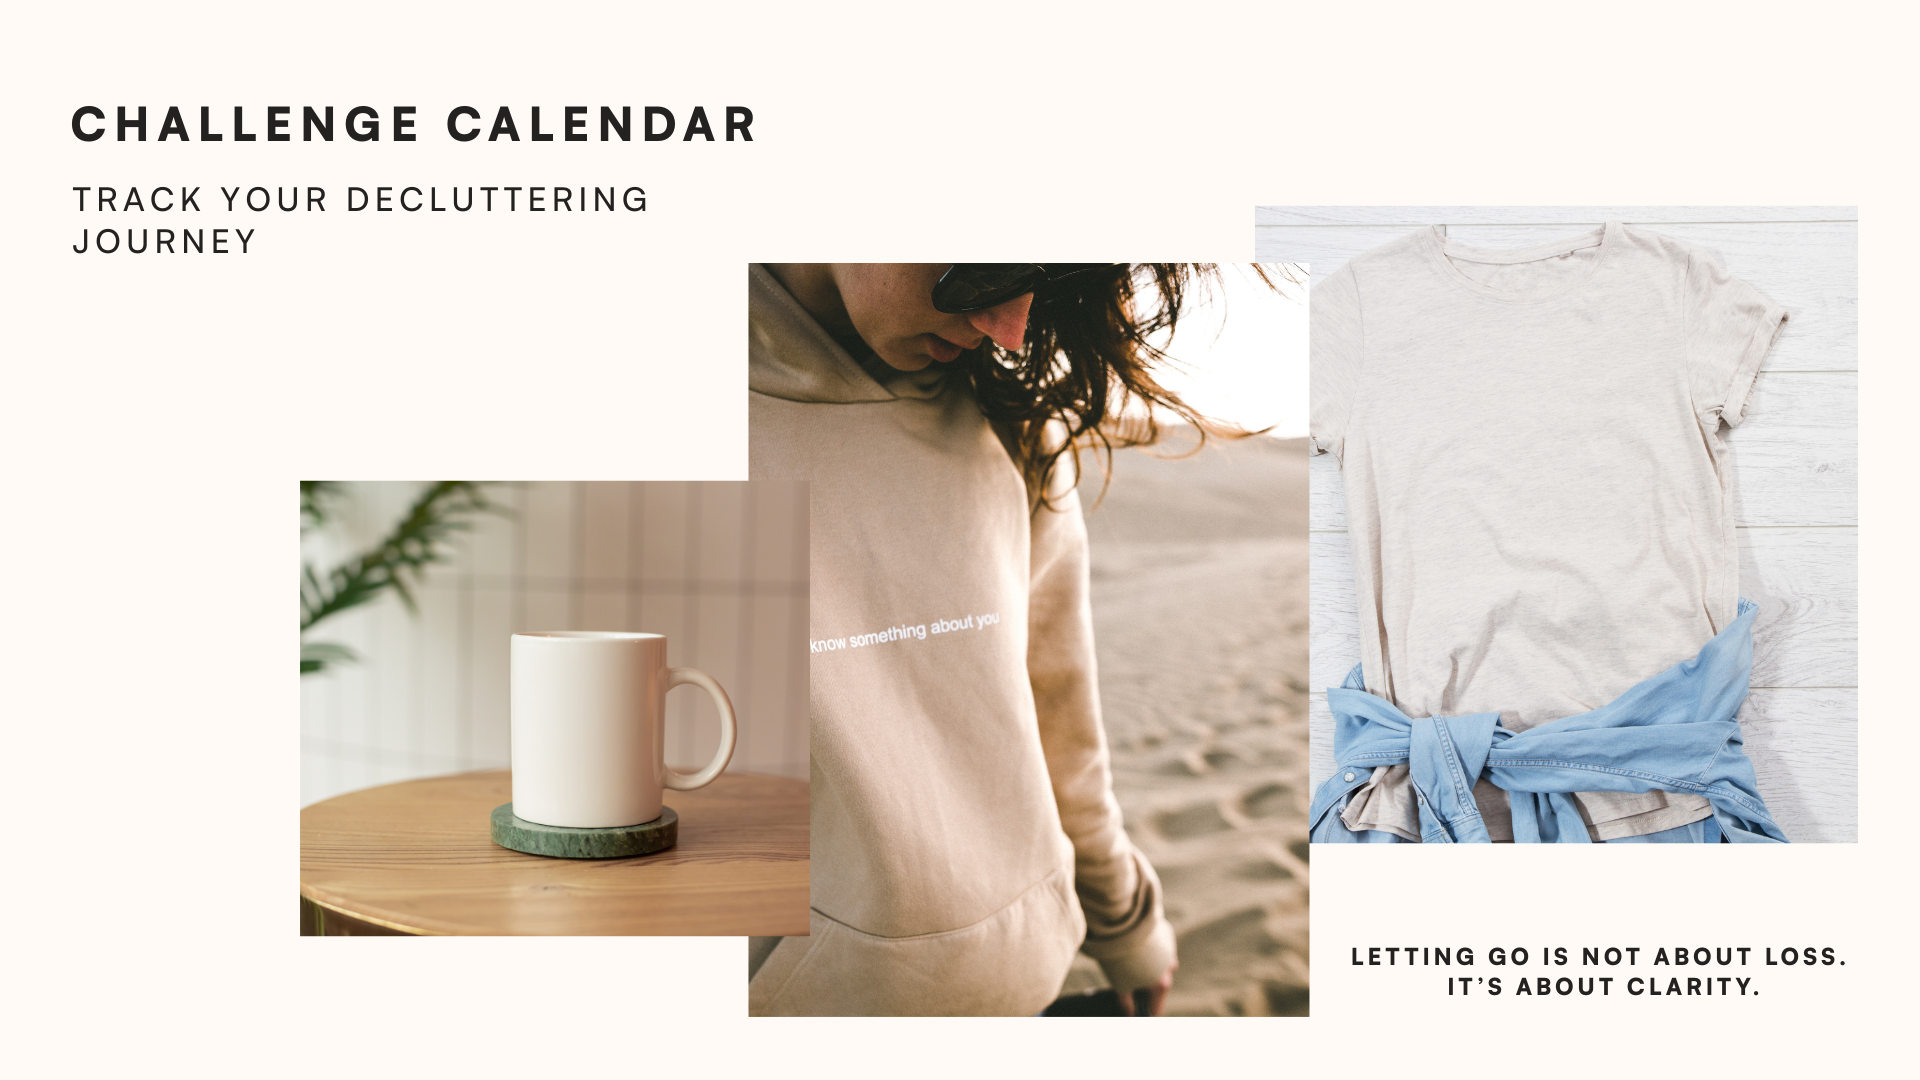 CHALLENGE CALENDAR
TRACK YOUR DECLUTTERING
JOURNEY
know something about you
LETTING GO IS NOT ABOUT LOSS.
IT’S ABOUT CLARITY.